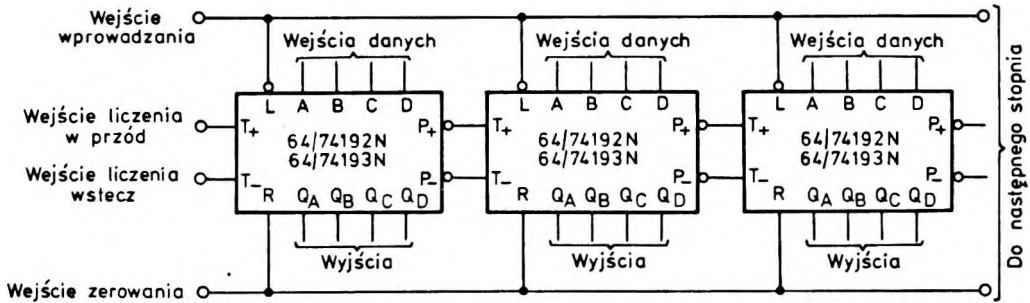 Wejście
wprowadzania
Wejścia danych
Wejścia danych
Wejścia danych
L A B C D
L A B C D
L A B C D
Wejście liczenia
w przód
T+ P+
T+ P+
T+ P+
64/74192N
64/74193N
64/74192N
64/74193N
64/74192N
64/74193N
Wejście liczenia
wstecz
T- P-
T- P-
T- P-
R QA QB QC QD
R QA QB QC QD
R QA QB QC QD
Wyjścia
Wyjścia
Wyjścia
Wejście zerowania
Do następnego stopnia